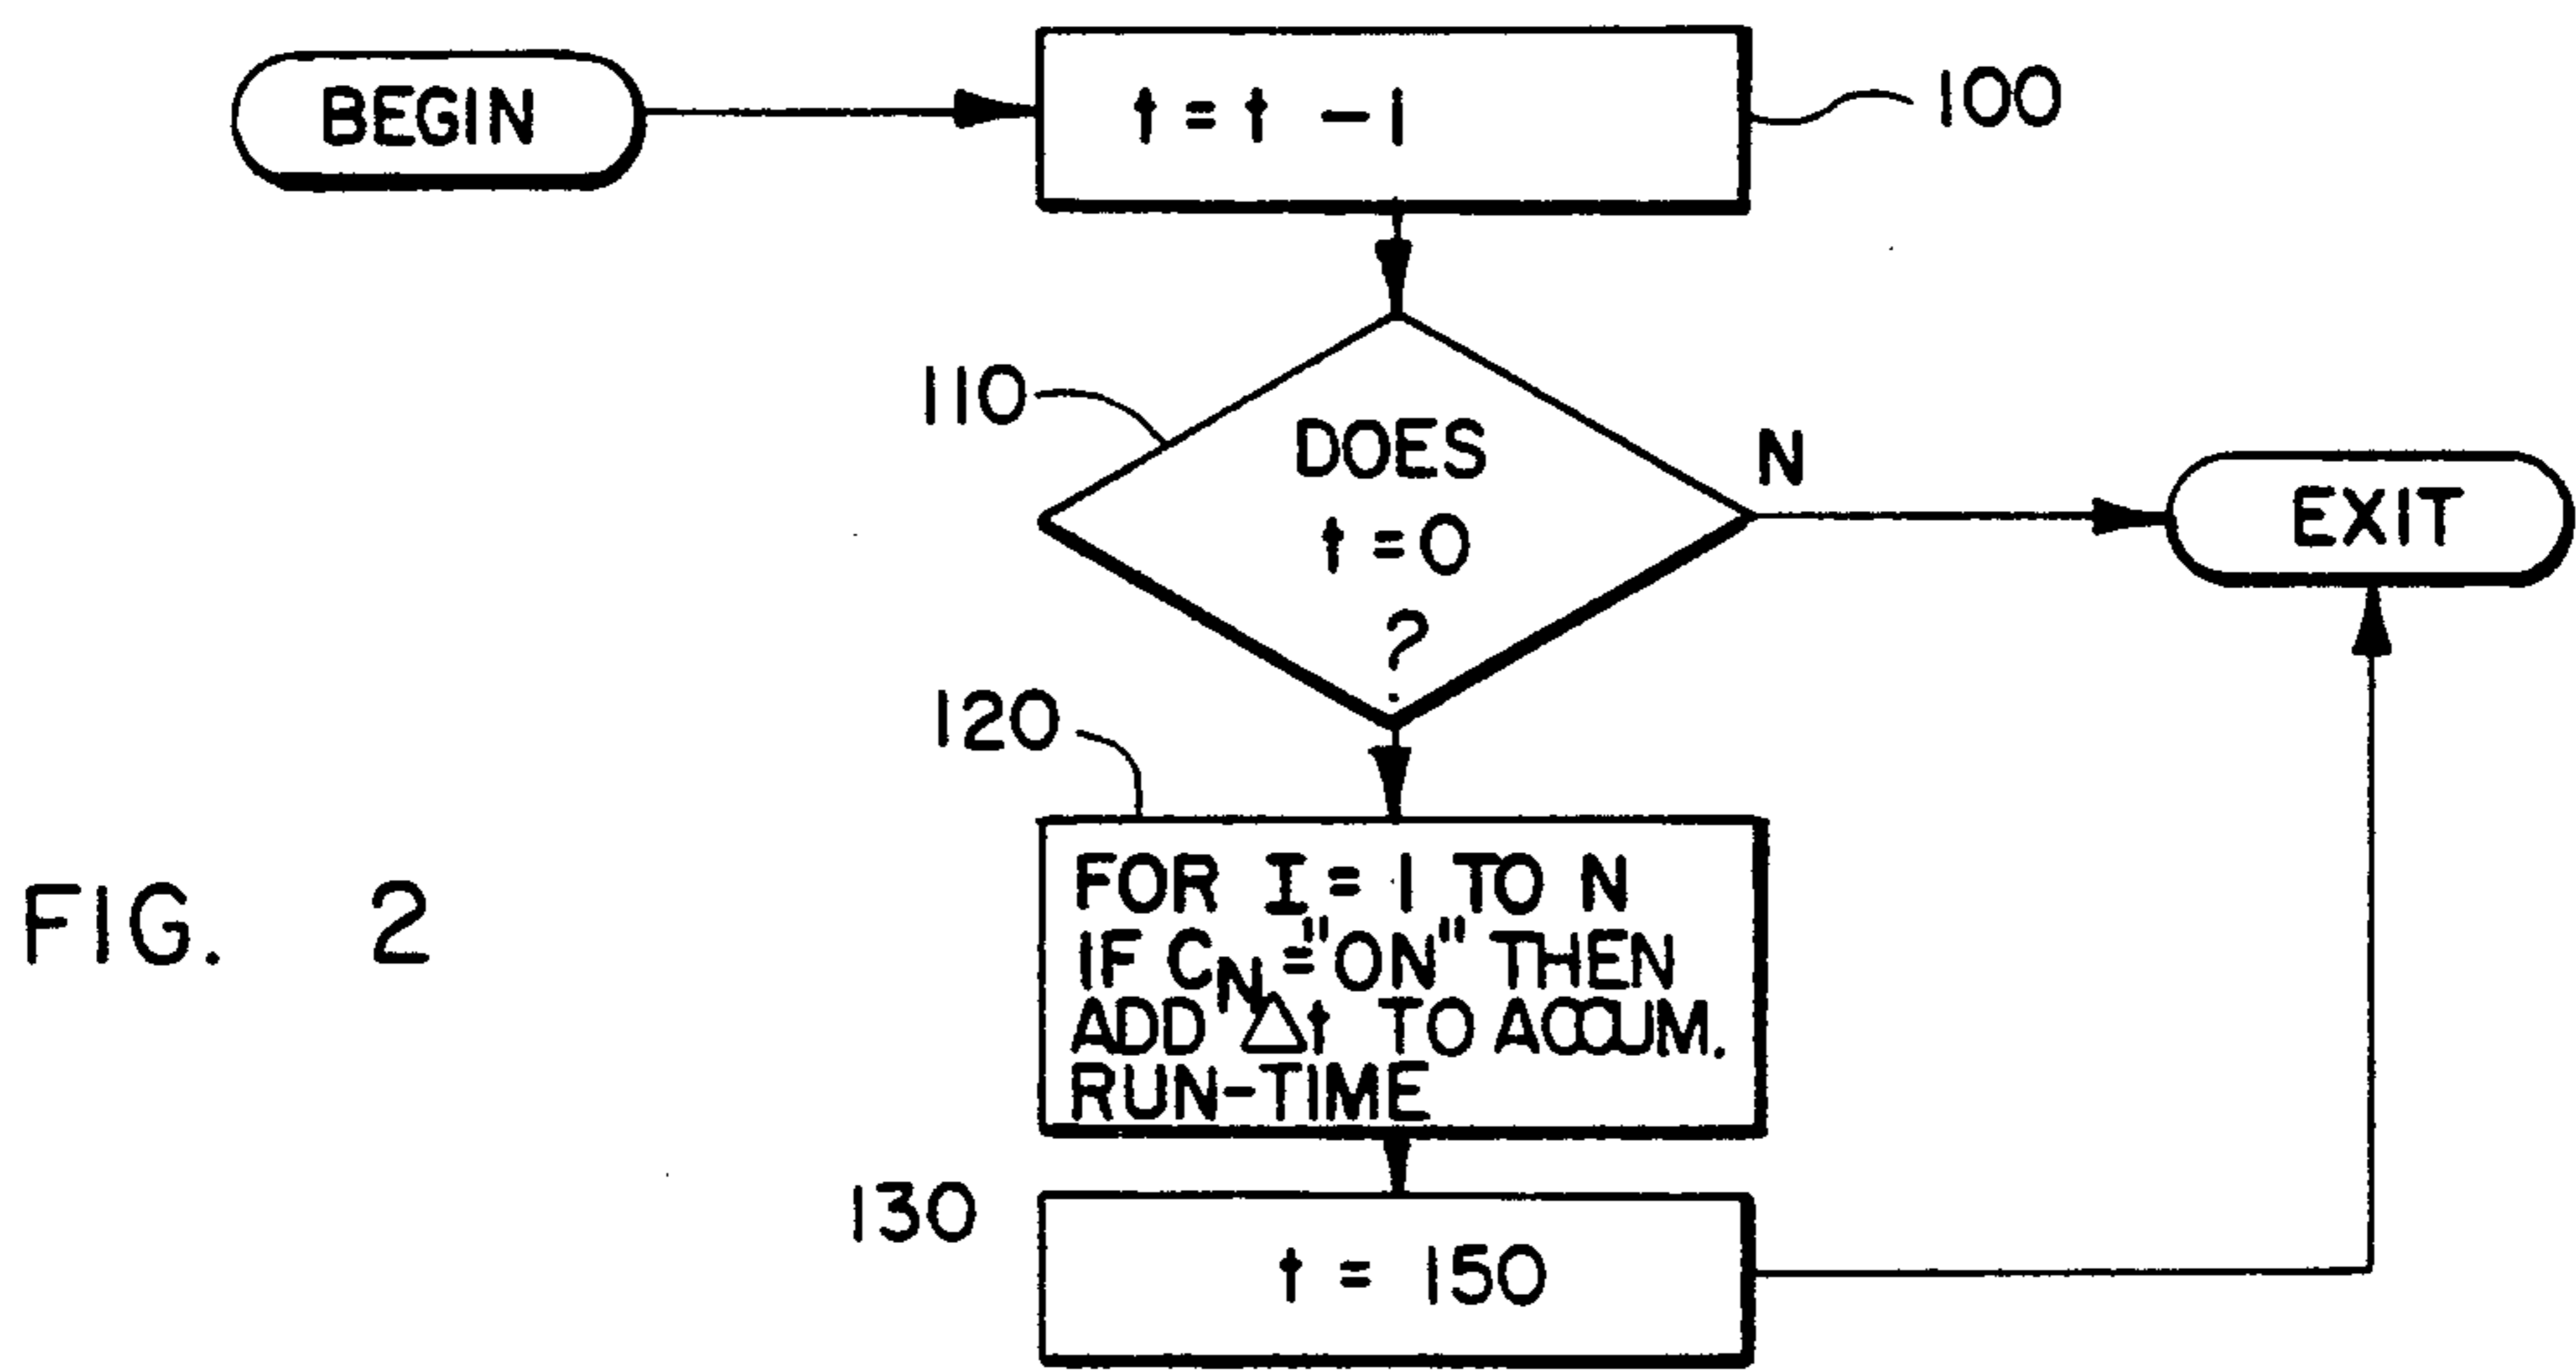 BEGIN
t = t - 1
100
110
DOES
t = 0
?
N
EXIT
120
FOR I = 1 TO N
IF C_N = "ON" THEN
ADD Δt TO ACCUM.
RUN-TIME
130
t = 150
FIG. 2